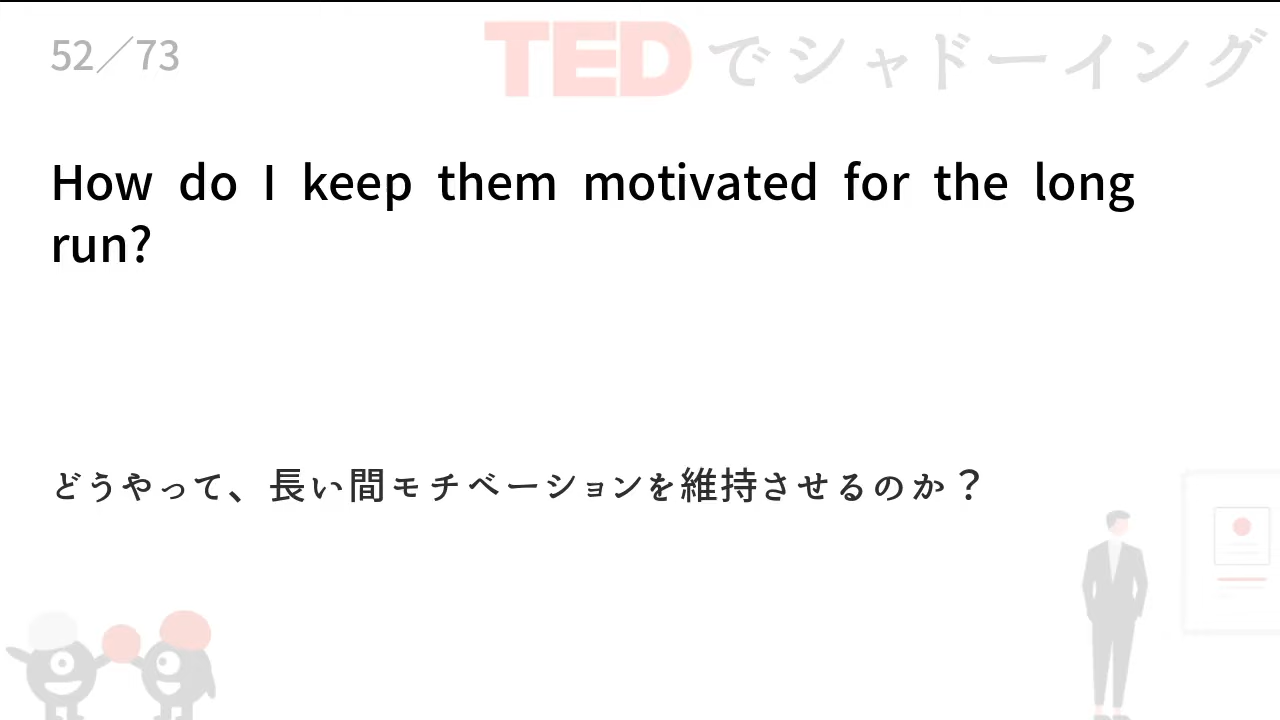 52／73
TEDでシャドーイング
How do I keep them motivated for the long
run?
どうやって、長い間モチベーションを維持させるのか？